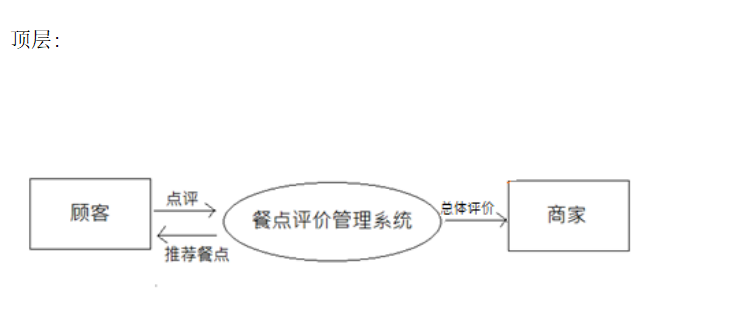 顶层:
顾客
点评
推荐餐点
餐点评价管理系统
总体评价
商家